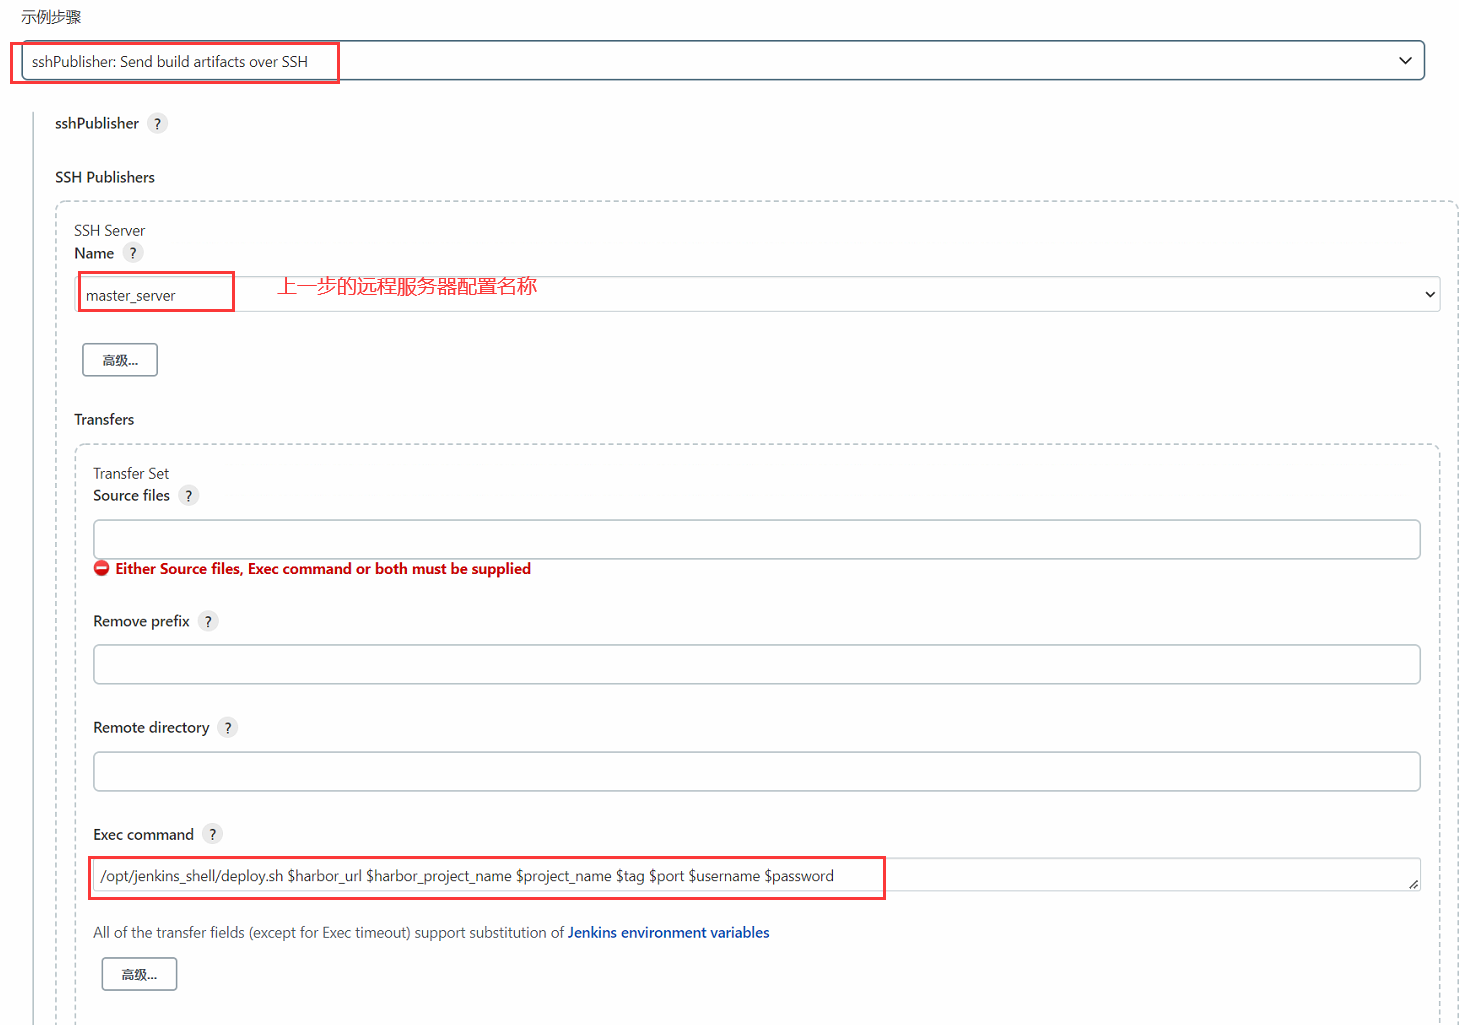 示例步骤
sshPublisher: Send build artifacts over SSH
sshPublisher ?
SSH Publishers
SSH Server
Name ?
master_server
上一步的远程服务器配置名称
高级...
Transfers
Transfer Set
Source files ?
Either Source files, Exec command or both must be supplied
Remove prefix ?
Remote directory ?
Exec command ?
/opt/jenkins_shell/deploy.sh $harbor_url $harbor_project_name $project_name $tag $port $username $password
All of the transfer fields (except for Exec timeout) support substitution of Jenkins environment variables
高级...